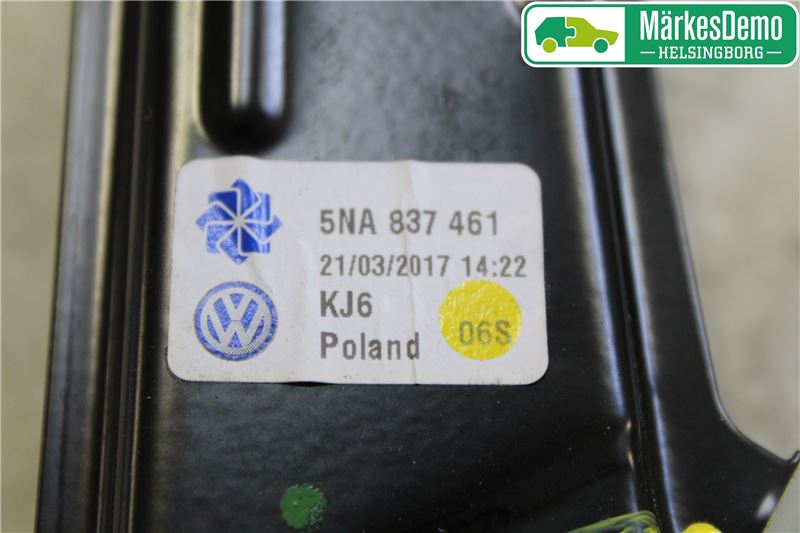 MärkesDemo
HELSINGBORG
5NA 837 461
21/03/2017 14:22
KJ6
Poland
06S